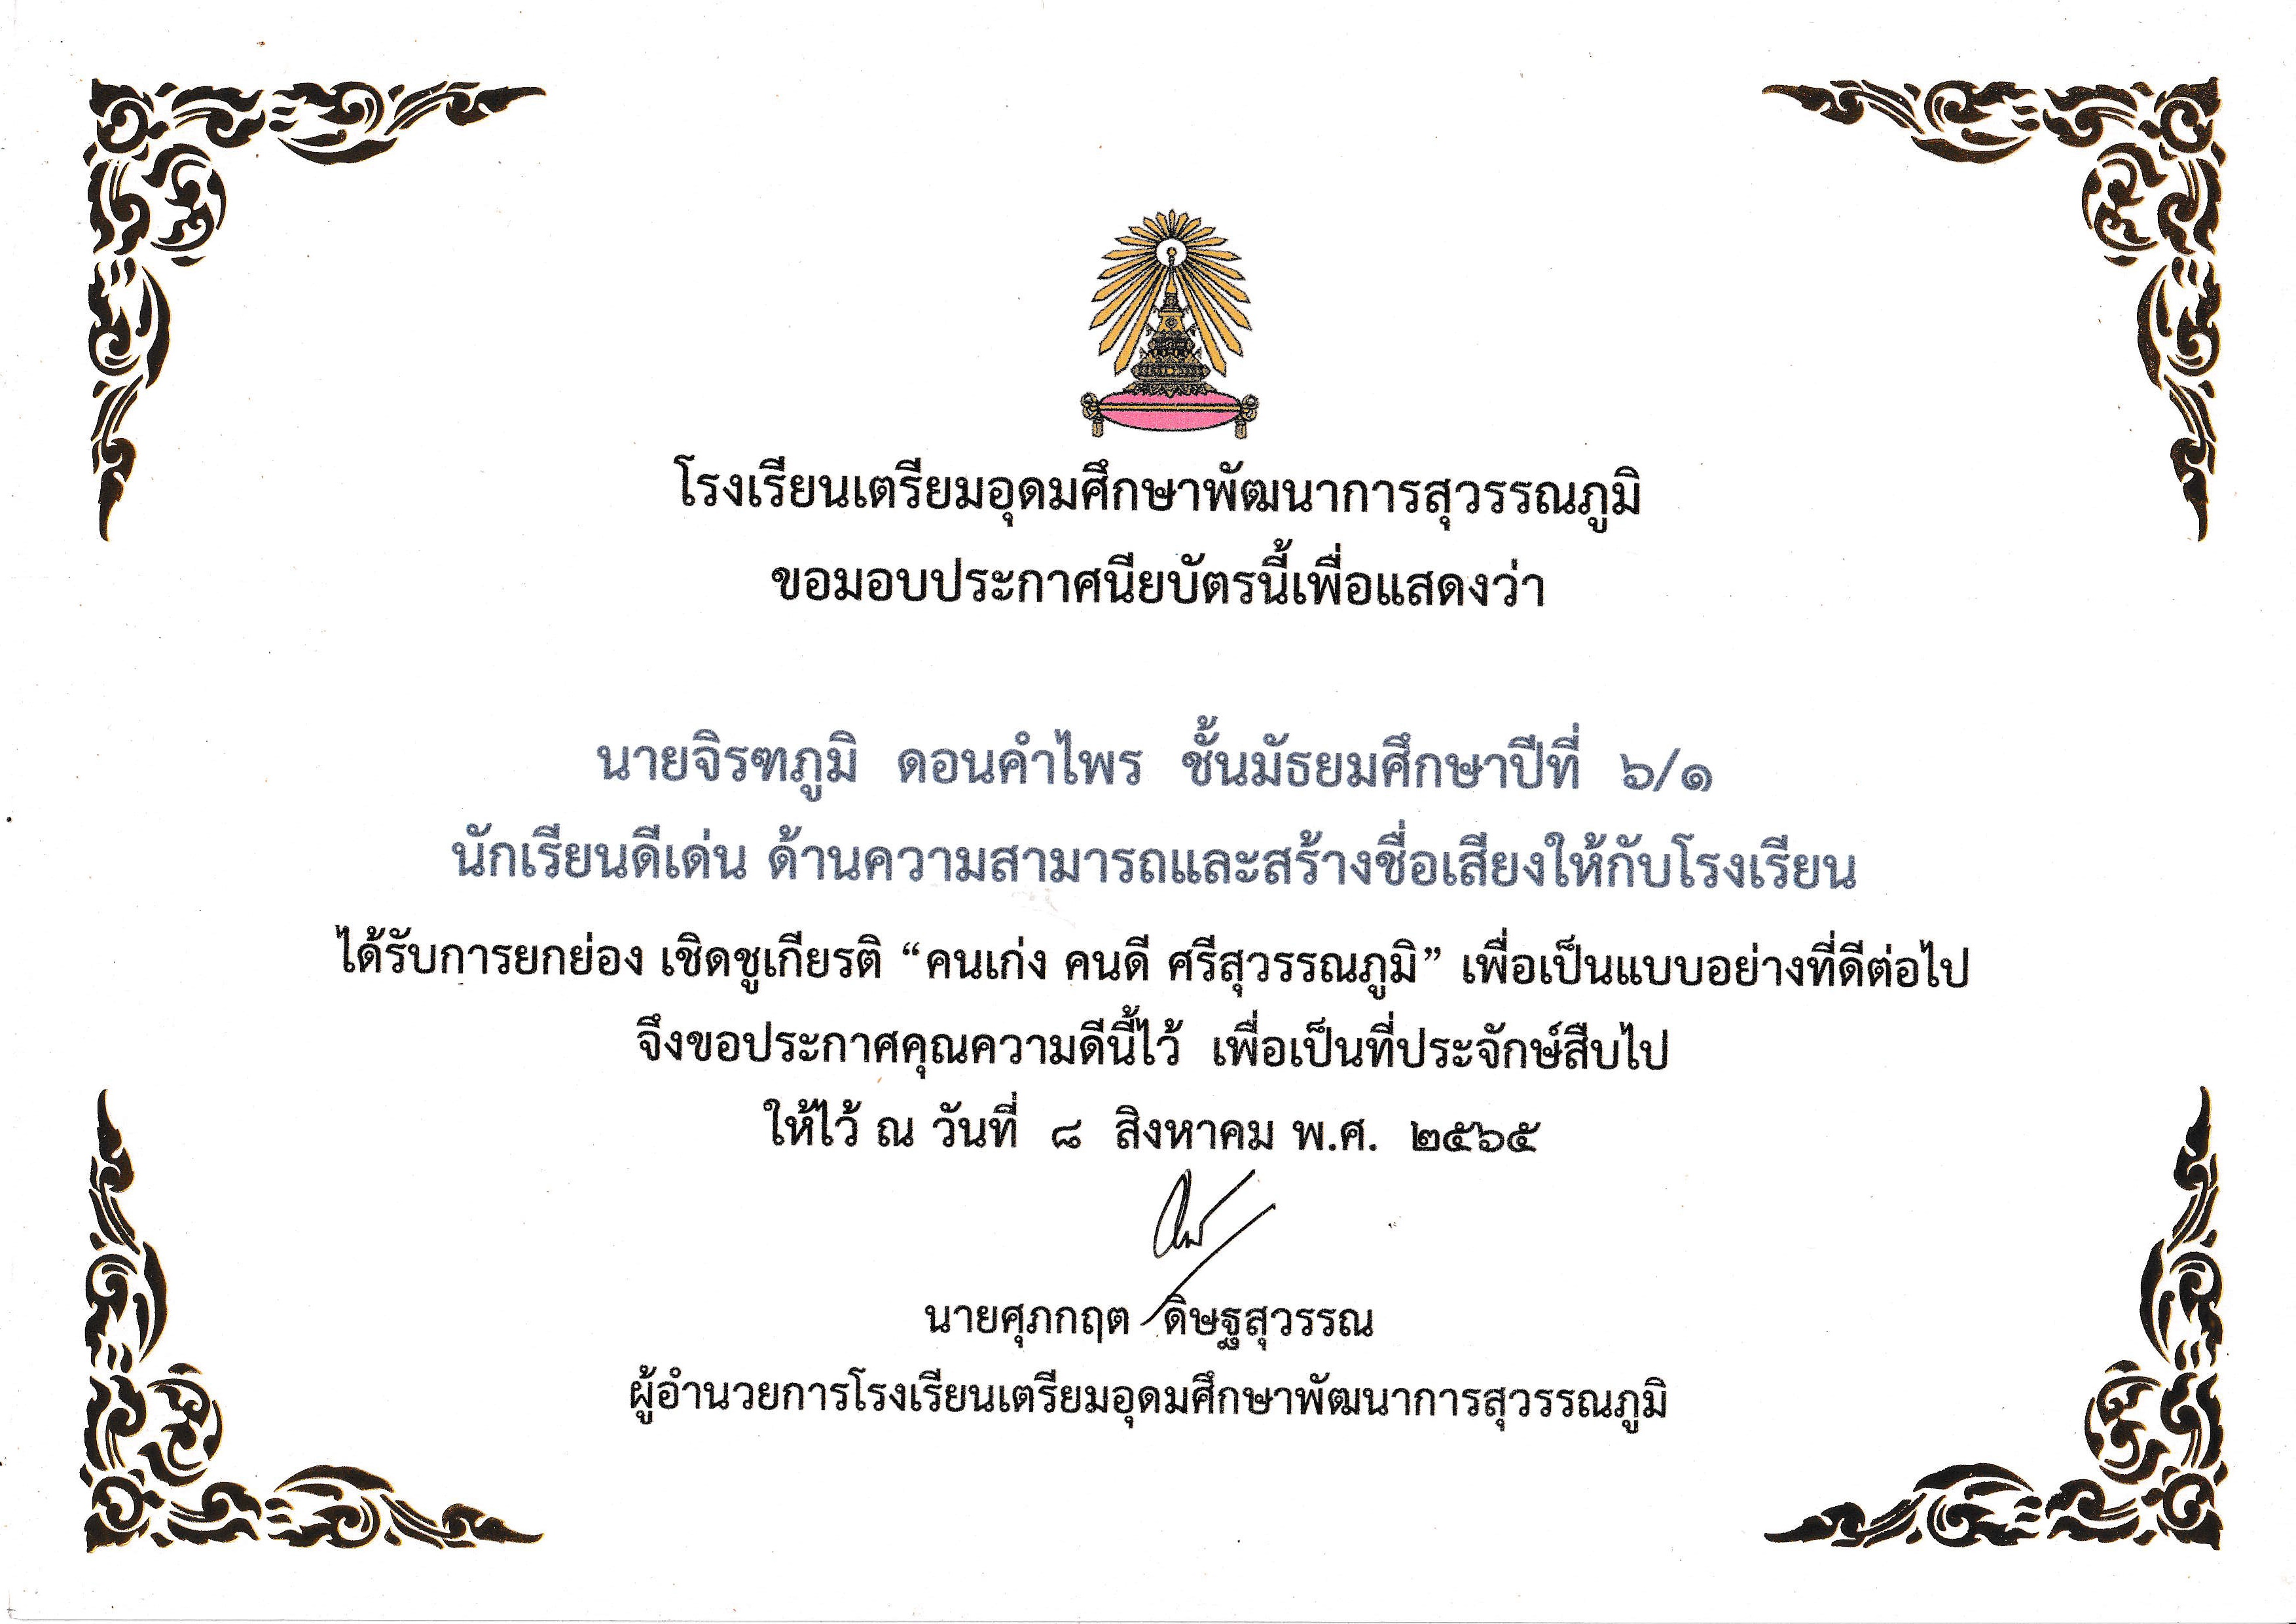 โรงเรียนเตรียมอุดมศึกษาพัฒนาการสุวรรณภูมิ
ขอมอบประกาศนียบัตรนี้เพื่อแสดงว่า
นายจิรฑภูมิ ดอนคำไพร ชั้นมัธยมศึกษาปีที่ ๖/๑
นักเรียนดีเด่น ด้านความสามารถและสร้างชื่อเสียงให้กับโรงเรียน
ได้รับการยกย่อง เชิดชูเกียรติ “คนเก่ง คนดี ศรีสุวรรณภูมิ” เพื่อเป็นแบบอย่างที่ดีต่อไป
จึงขอประกาศคุณความดีนี้ไว้ เพื่อเป็นที่ประจักษ์สืบไป
ให้ไว้ ณ วันที่ ๘ สิงหาคม พ.ศ. ๒๕๖๕
นายศุภกฤต ดิษฐสุวรรณ
ผู้อำนวยการโรงเรียนเตรียมอุดมศึกษาพัฒนาการสุวรรณภูมิ